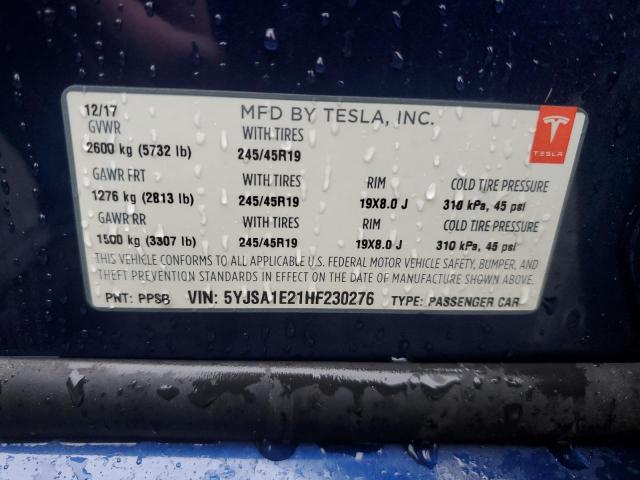 12/17 MFD BY TESLA, INC.
GVWR WITH TIRES
2600 kg (5732 lb) 245/45R19
TESLA
GAWR FRT WITH TIRES RIM COLD TIRE PRESSURE
1276 kg (2813 lb) 245/45R19 19X8.0 J 310 kPa, 45 psi
GAWR RR WITH TIRES RIM COLD TIRE PRESSURE
1500 kg (3307 lb) 245/45R19 19X8.0 J 310 kPa, 45 psi
THIS VEHICLE CONFORMS TO ALL APPLICABLE U.S. FEDERAL MOTOR VEHICLE SAFETY, BUMPER, AND
THEFT PREVENTION STANDARDS IN EFFECT ON THE DATE OF MANUFACTURE SHOWN ABOVE.
PNT: PPSB VIN: 5YJSA1E21HF230276 TYPE: PASSENGER CAR